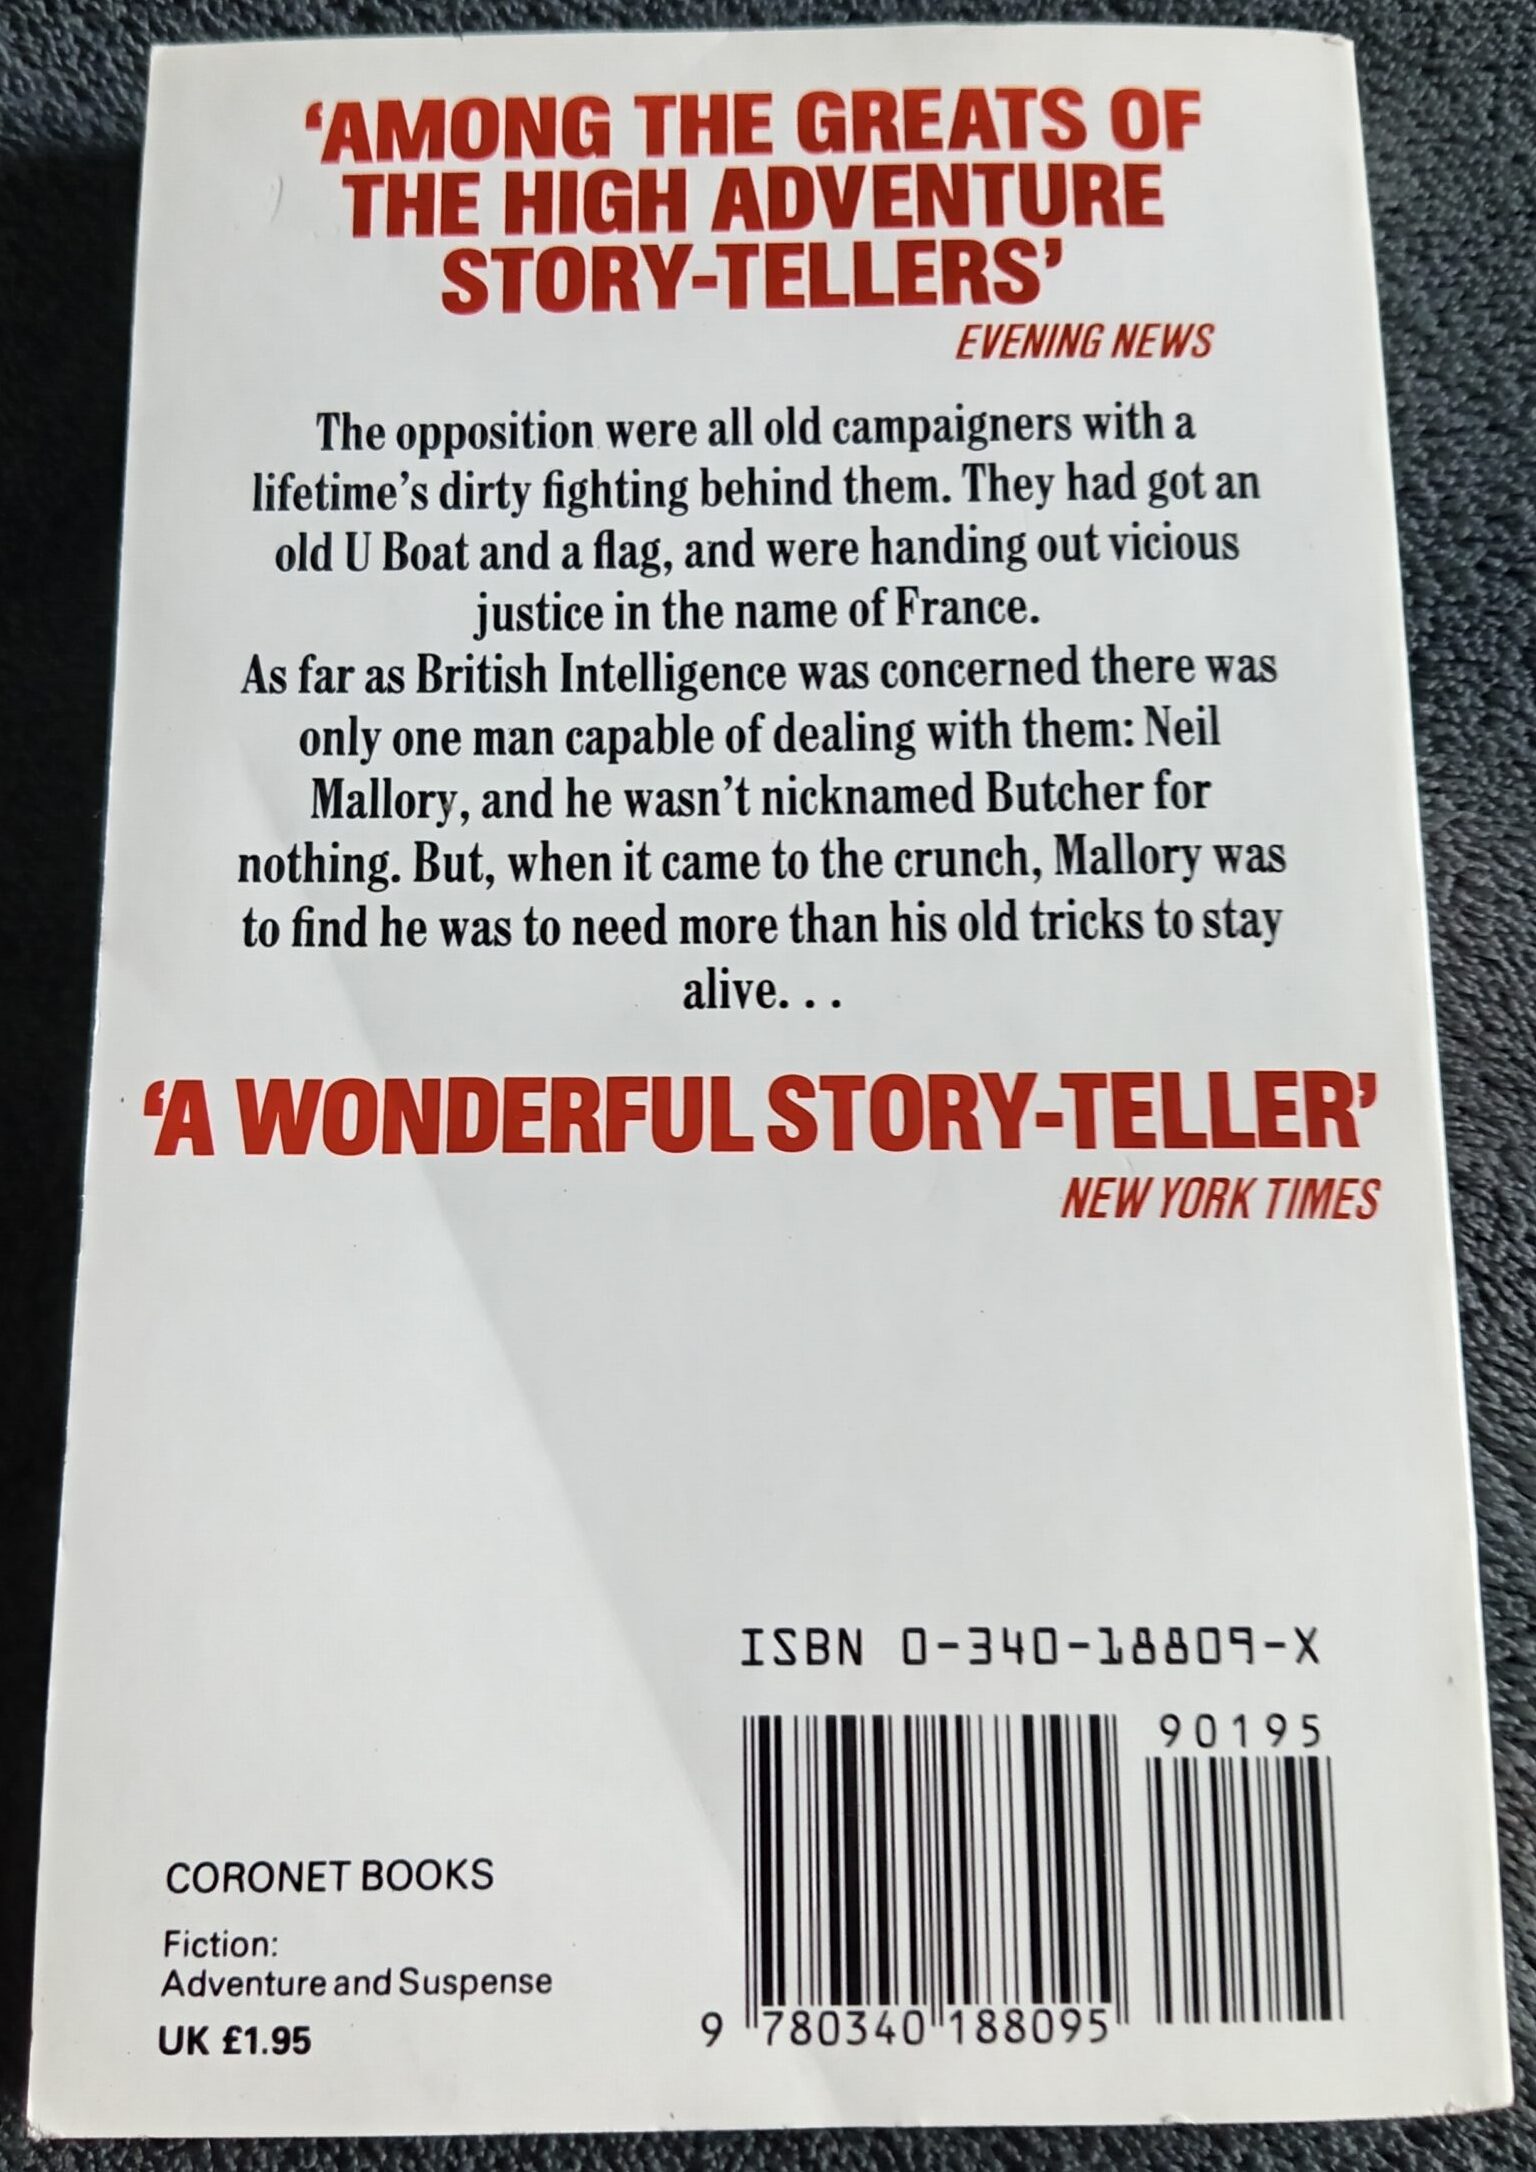 ‘AMONG THE GREATS OF
THE HIGH ADVENTURE
STORY-TELLERS’
EVENING NEWS
The opposition were all old campaigners with a
lifetime’s dirty fighting behind them. They had got an
old U Boat and a flag, and were handing out vicious
justice in the name of France.
As far as British Intelligence was concerned there was
only one man capable of dealing with them: Neil
Mallory, and he wasn’t nicknamed Butcher for
nothing. But, when it came to the crunch, Mallory was
to find he was to need more than his old tricks to stay
alive. . .
‘A WONDERFUL STORY-TELLER’
NEW YORK TIMES
ISBN 0-340-18809-X
90195
9 780340 188095
CORONET BOOKS
Fiction:
Adventure and Suspense
UK £1.95